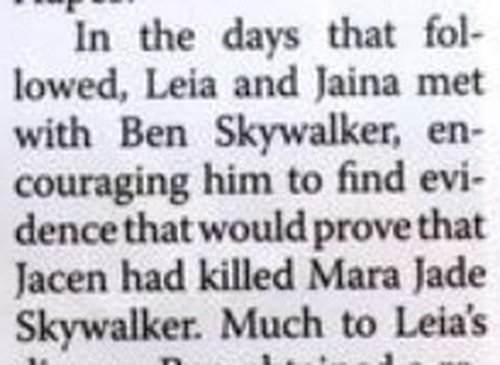 In the days that fol-
lowed, Leia and Jaina met
with Ben Skywalker, en-
couraging him to find evi-
dence that would prove that
Jacen had killed Mara Jade
Skywalker. Much to Leia's